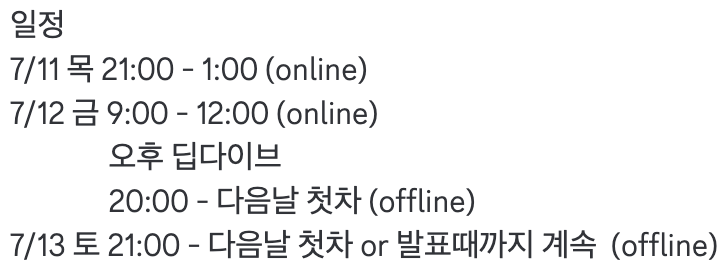 일정
7/11 목 21:00 - 1:00 (online)
7/12 금 9:00 - 12:00 (online)
오후 딥다이브
20:00 - 다음날 첫차 (offline)
7/13 토 21:00 - 다음날 첫차 or 발표때까지 계속 (offline)